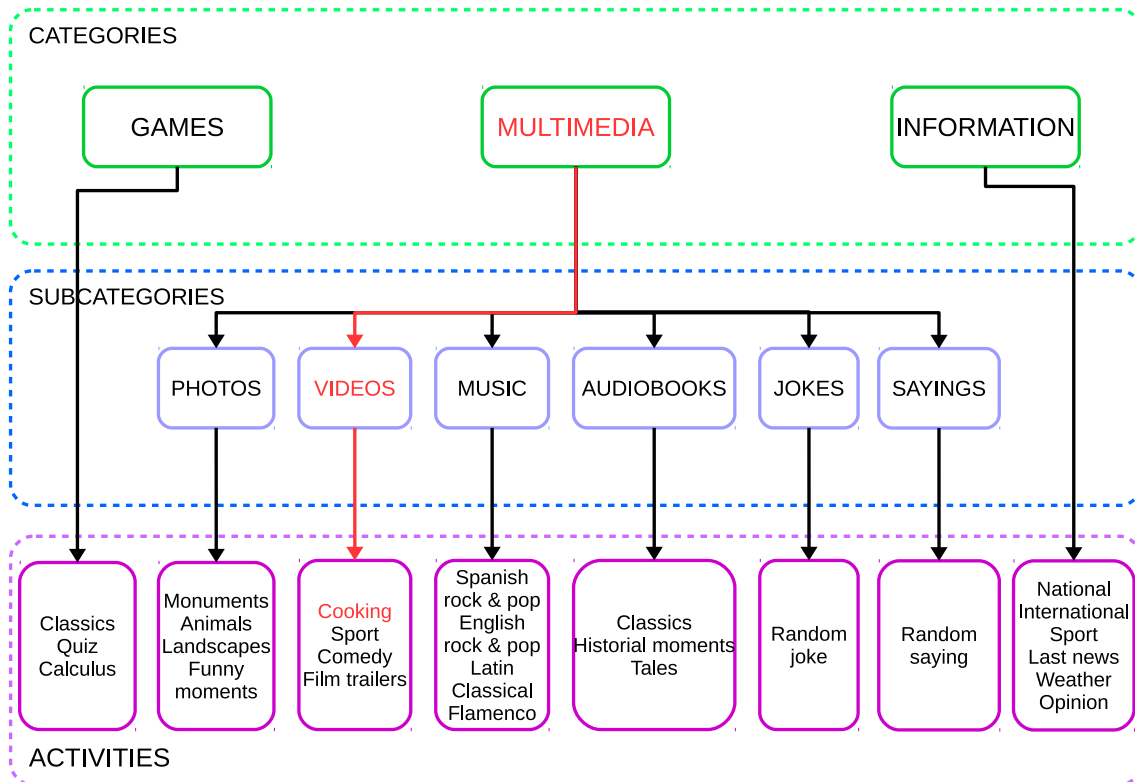 CATEGORIES
GAMES
MULTIMEDIA
INFORMATION
SUBCATEGORIES
PHOTOS
VIDEOS
MUSIC
AUDIOBOOKS
JOKES
SAYINGS
Classics
Quiz
Calculus
Monuments
Animals
Landscapes
Funny
moments
Cooking
Sport
Comedy
Film trailers
Spanish
rock & pop
English
rock & pop
Latin
Classical
Flamenco
Classics
Historial moments
Tales
Random
joke
Random
saying
National
International
Sport
Last news
Weather
Opinion
ACTIVITIES